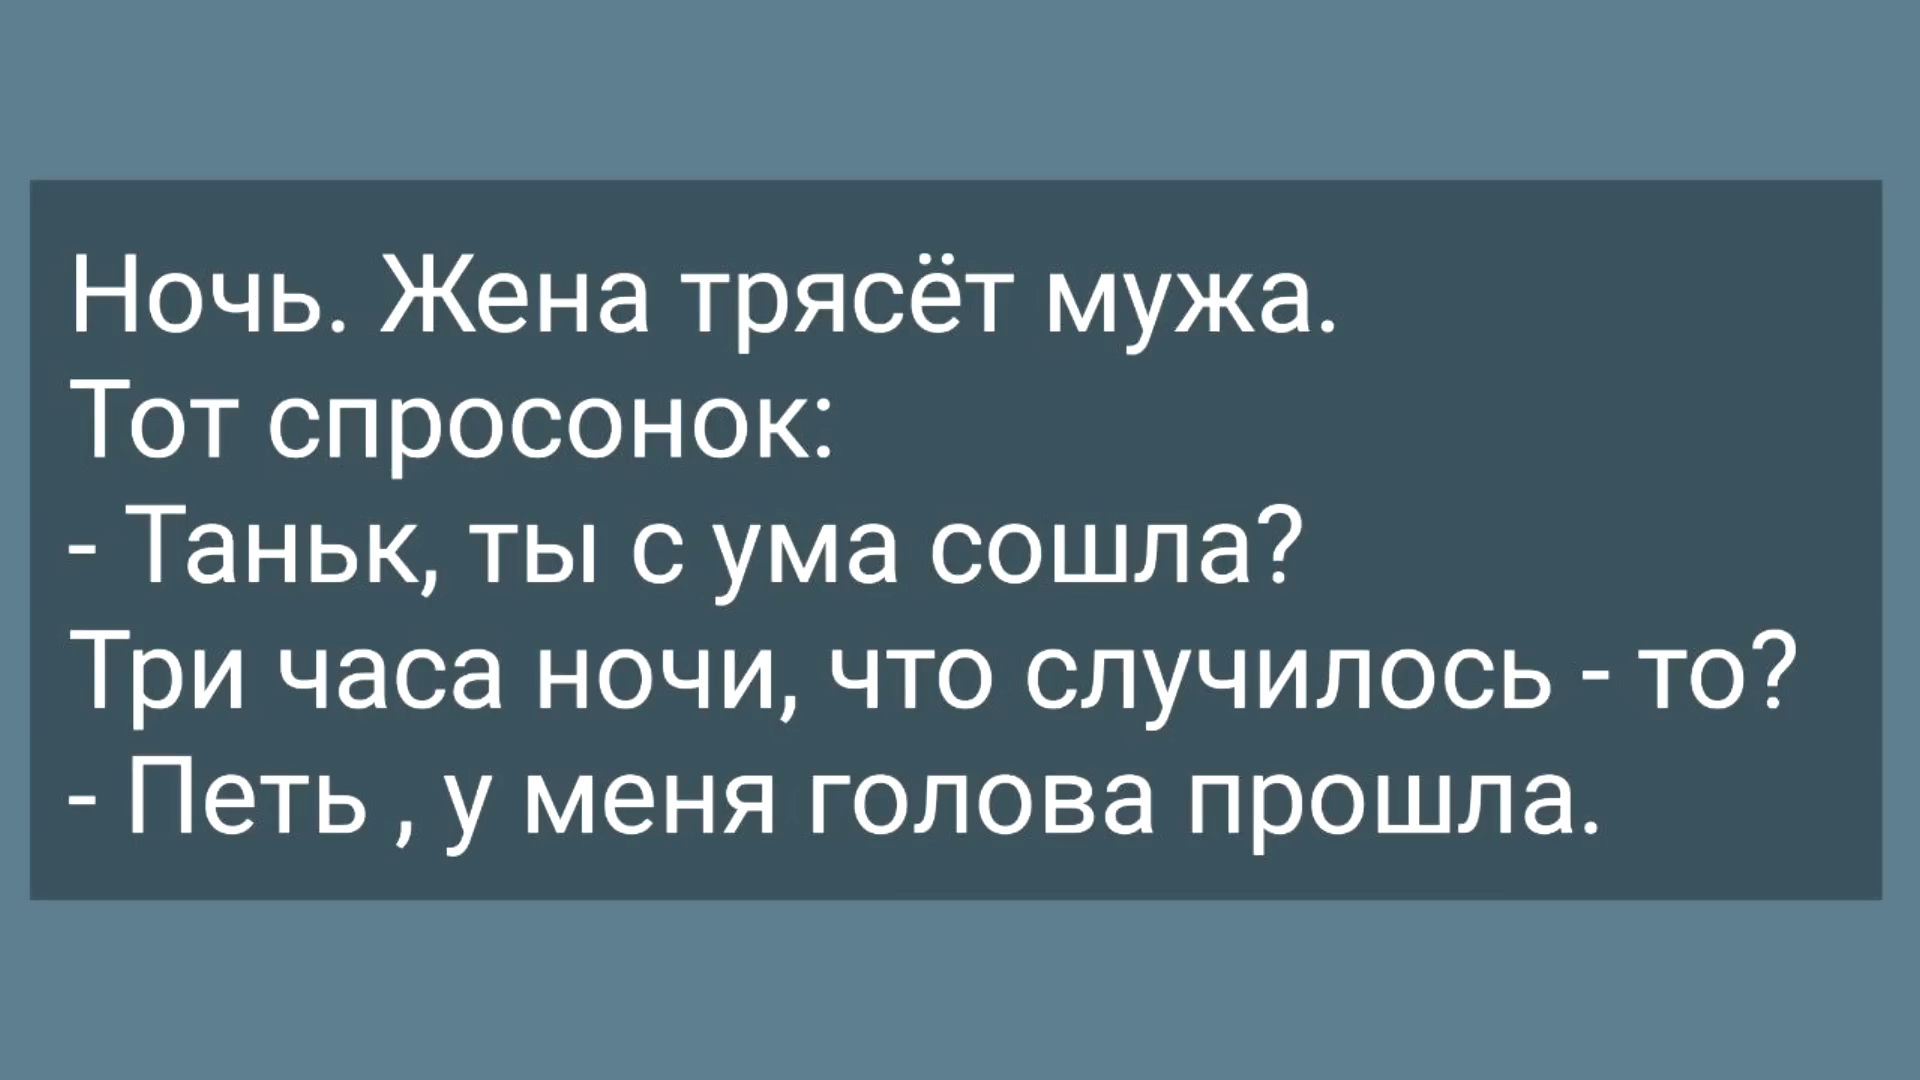 Ночь. Жена трясёт мужа.
Тот спросонок:
- Таньк, ты с ума сошла?
Три часа ночи, что случилось - то?
- Петь , у меня голова прошла.